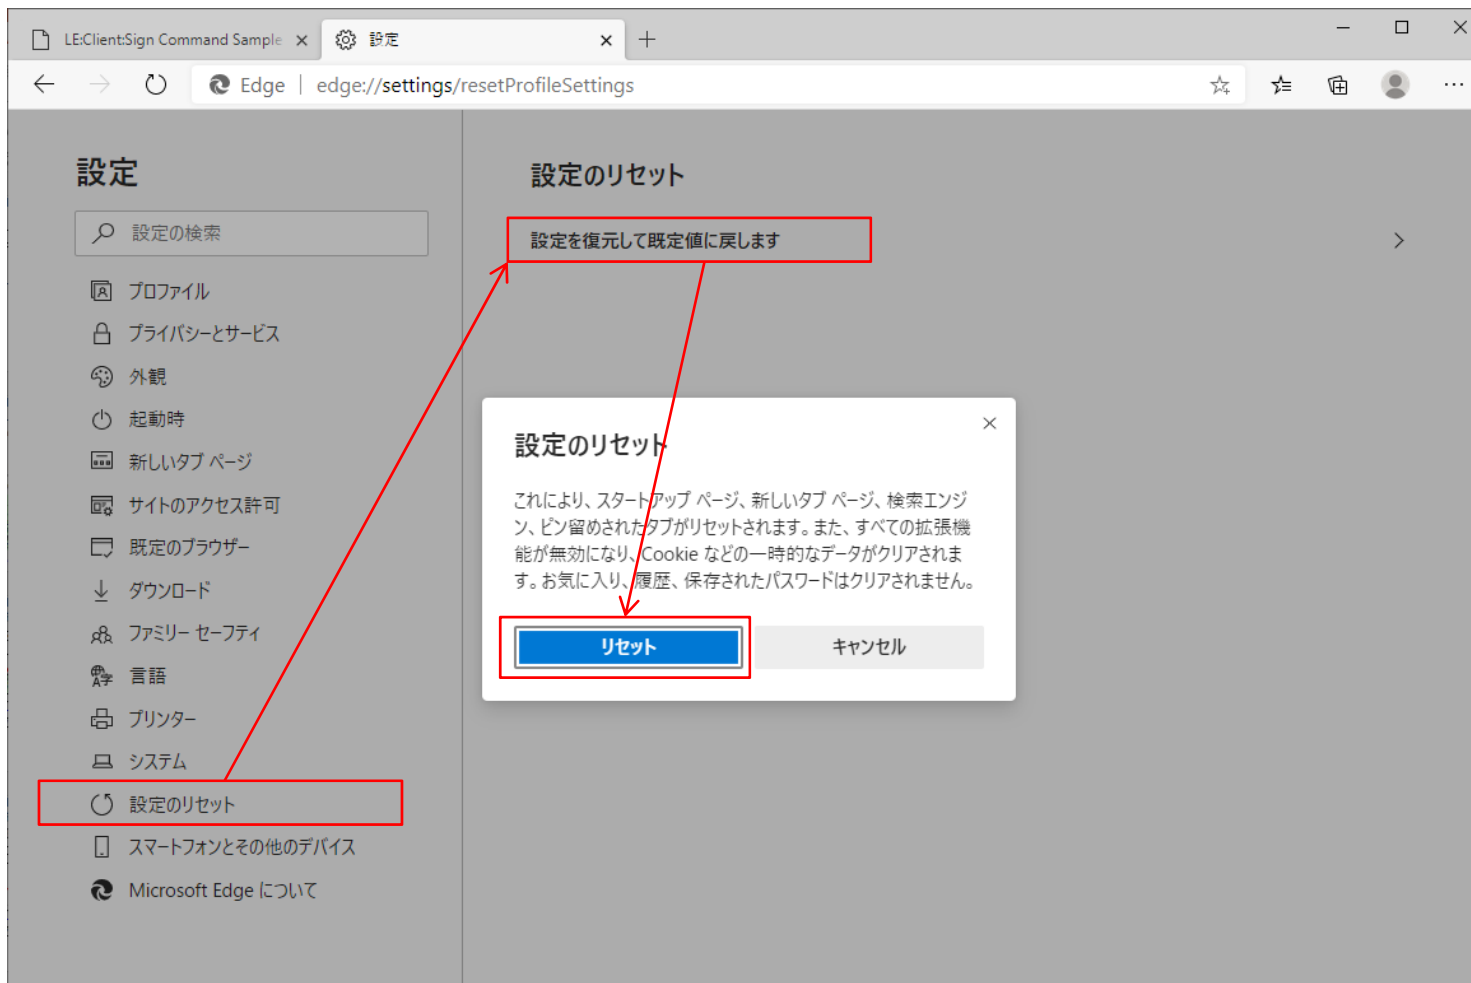 LE:Client:Sign Command Sample
設定
Edge
edge://settings/resetProfileSettings
設定
設定の検索
プロファイル
プライバシーとサービス
外観
起動時
新しいタブ ページ
サイトのアクセス許可
既定のブラウザー
ダウンロード
ファミリー セーフティ
言語
プリンター
システム
設定のリセット
スマートフォンとその他のデバイス
Microsoft Edge について
設定のリセット
設定を復元して既定値に戻します
設定のリセット
これにより、スタートアップ ページ、新しいタブ ページ、検索エンジ
ン、ピン留めされたタブがリセットされます。また、すべての拡張機
能が無効になり、Cookie などの一時的なデータがクリアされま
す。お気に入り、履歴、保存されたパスワードはクリアされません。
リセット
キャンセル